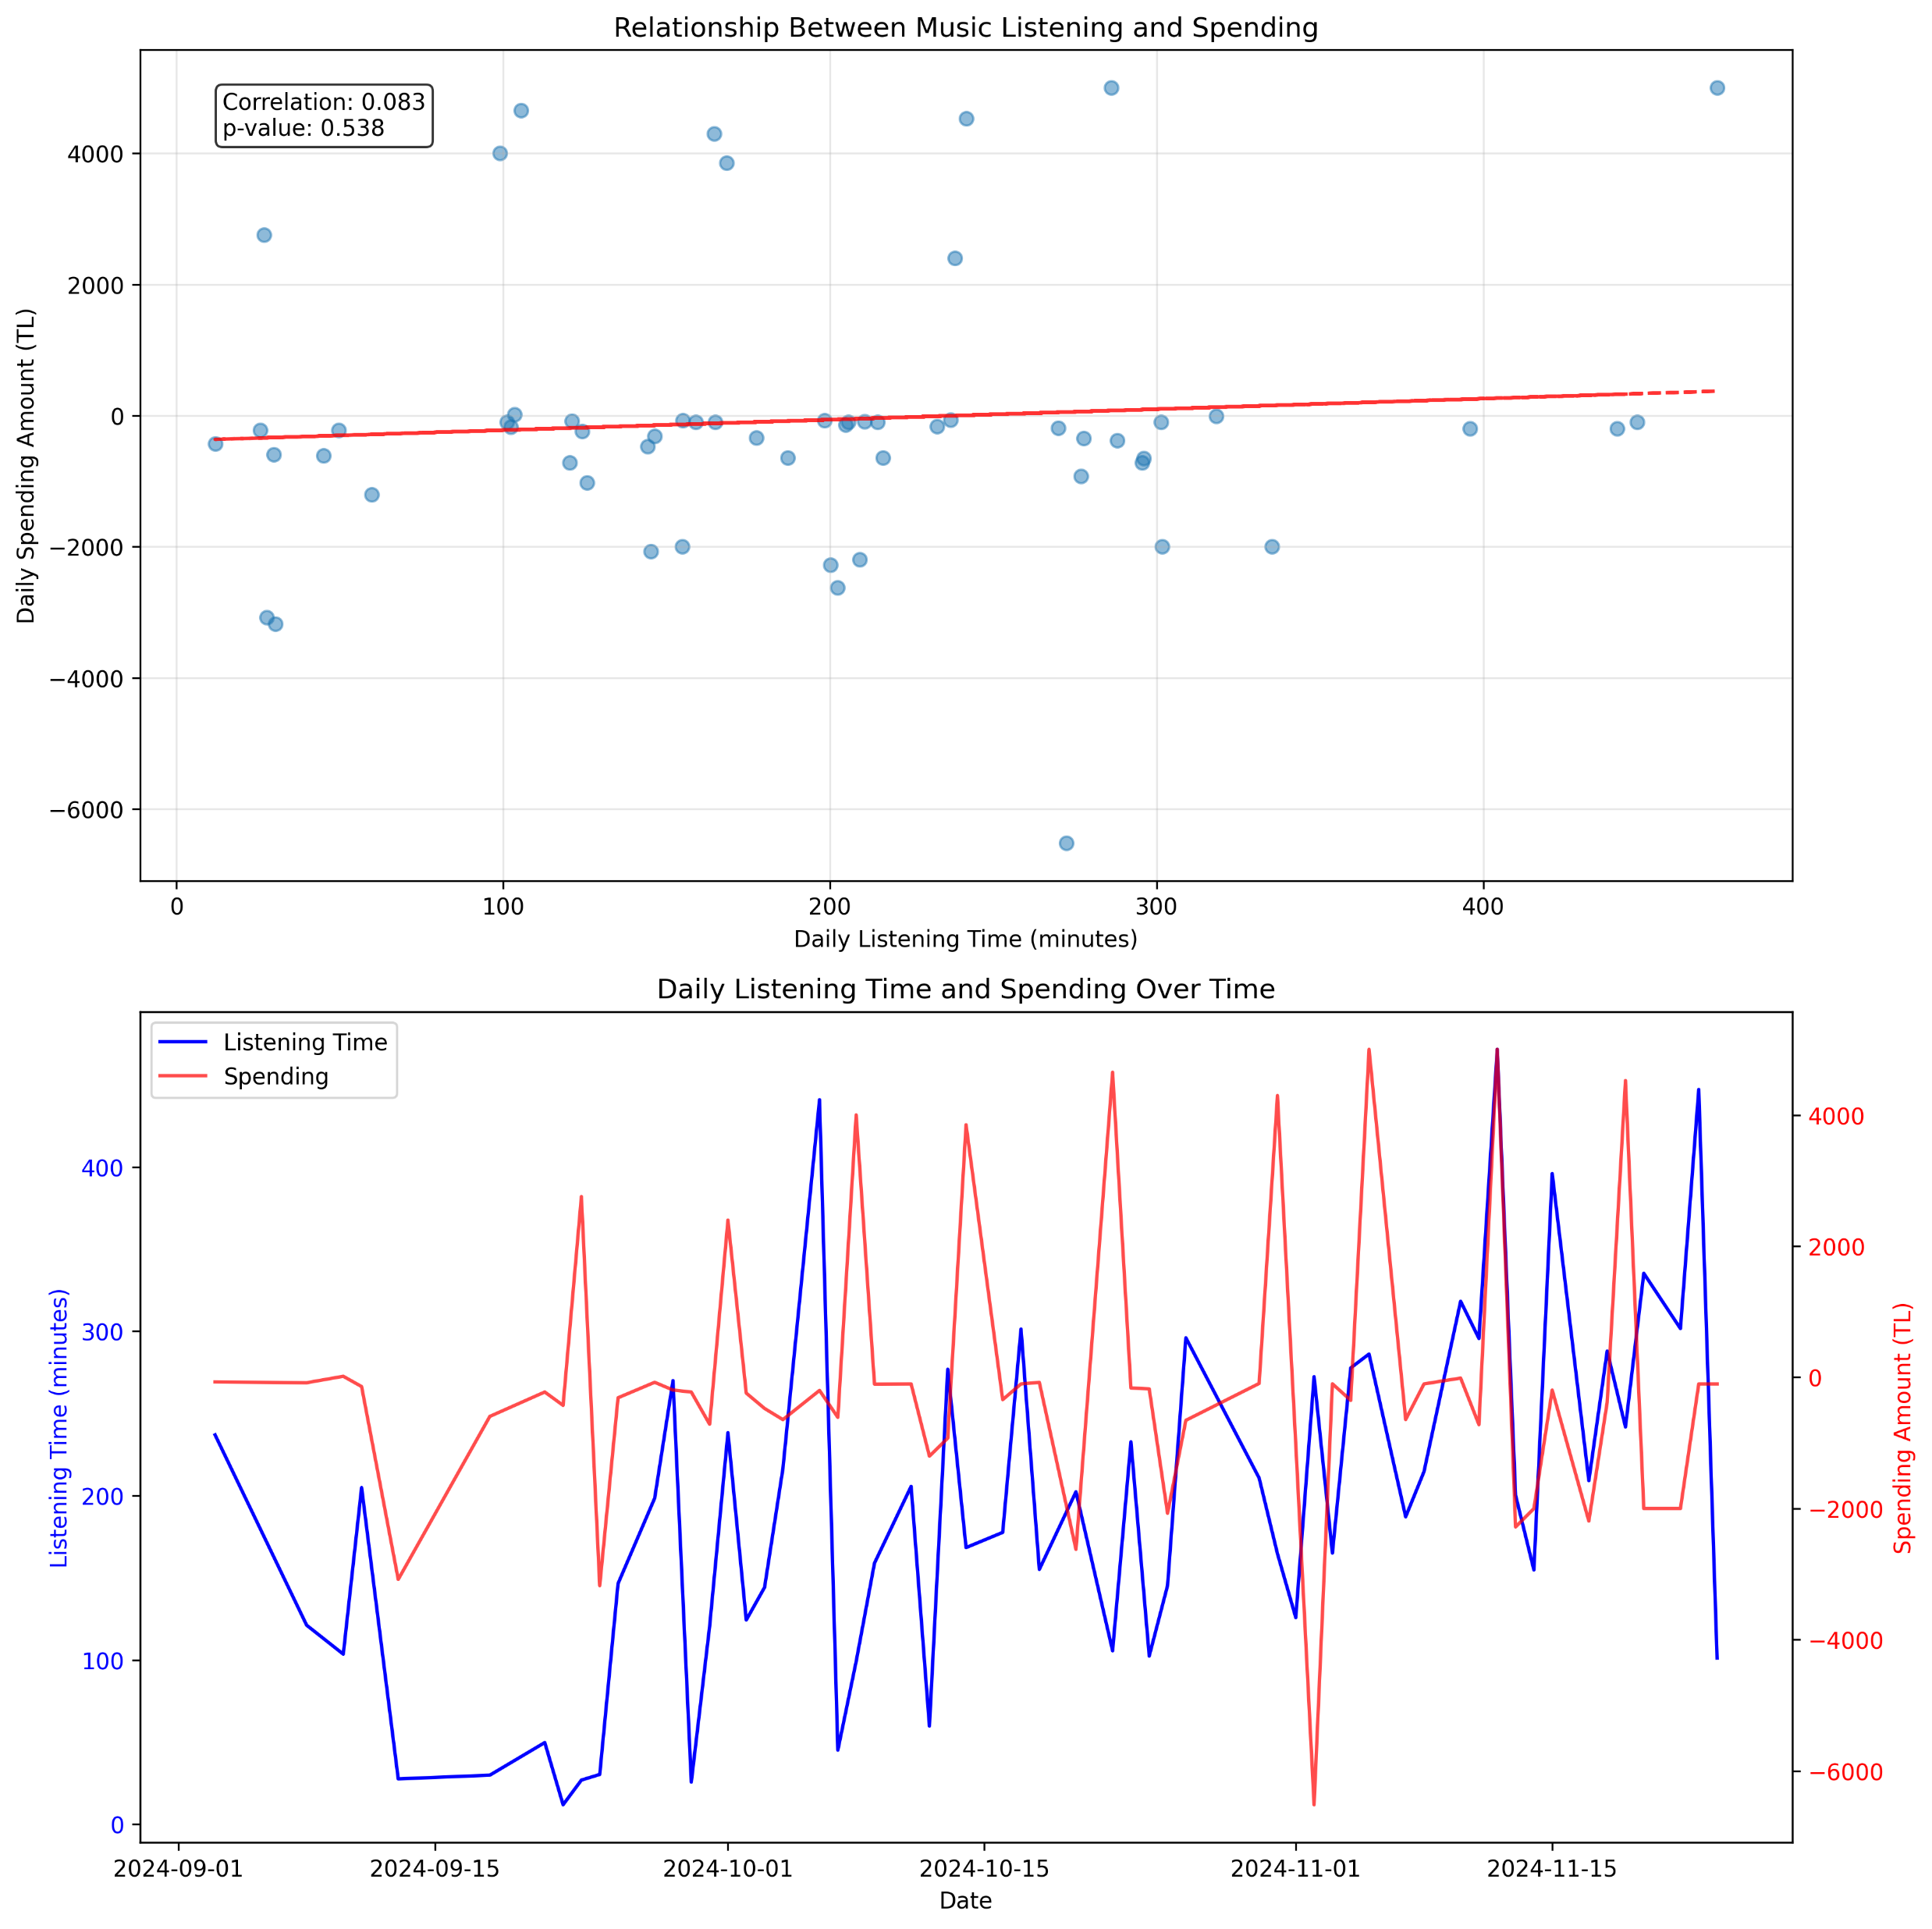 Relationship Between Music Listening and Spending
Correlation: 0.083
p-value: 0.538
Daily Spending Amount (TL)
4000
2000
0
−2000
−4000
−6000
0 100 200 300 400
Daily Listening Time (minutes)
Daily Listening Time and Spending Over Time
Listening Time
Spending
Listening Time (minutes)
400
300
200
100
0
4000
2000
0
−2000
−4000
−6000
Spending Amount (TL)
2024-09-01 2024-09-15 2024-10-01 2024-10-15 2024-11-01 2024-11-15
Date